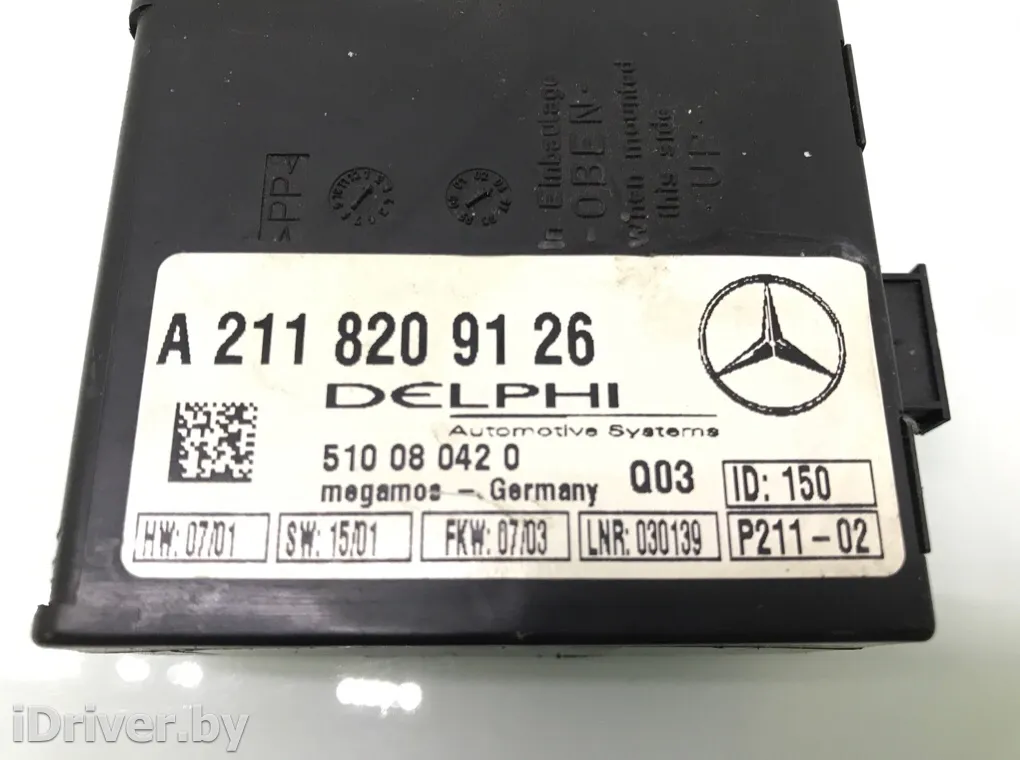 >PP
In Einbaulage
-OBEN-
which mounted
this side
-UP-
A 211 820 91 26
DELPHI
Automotive Systems
510 08 042 0
megamos - Germany
Q03
ID: 150
HW: 07/01
SW: 15/01
FKW: 07/03
LNR: 030139
P211-02
iDriver.by